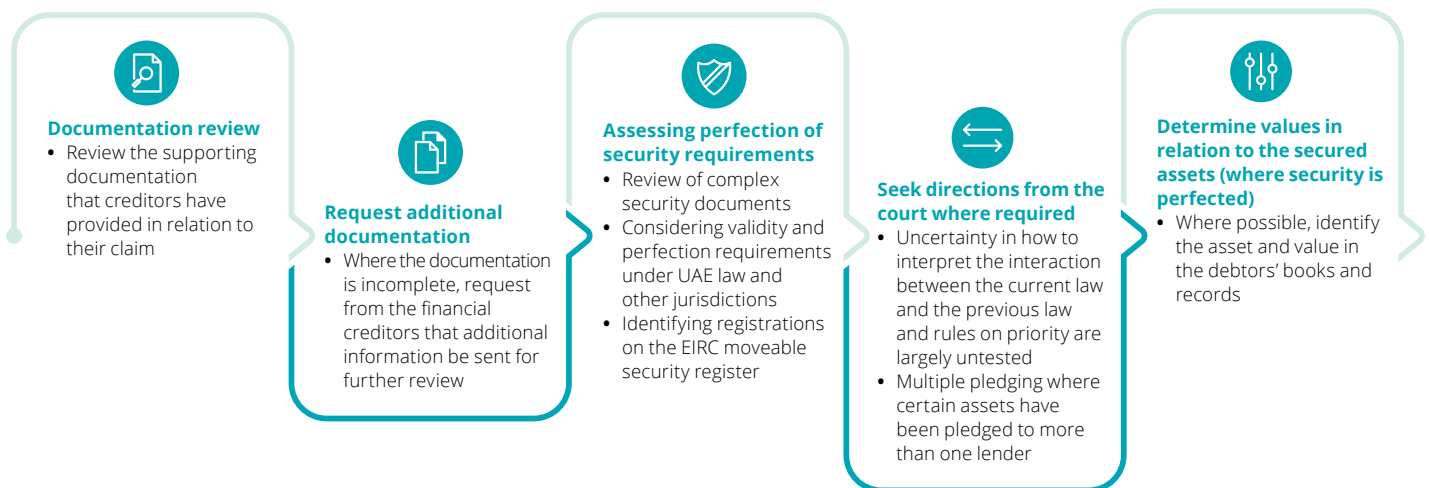 Documentation review
• Review the supporting
documentation
that creditors have
provided in relation to
their claim
Request additional
documentation
• Where the documentation
is incomplete, request
from the financial
creditors that additional
information be sent for
further review
Assessing perfection of
security requirements
• Review of complex
security documents
• Considering validity and
perfection requirements
under UAE law and
other jurisdictions
• Identifying registrations
on the EIRC moveable
security register
Seek directions from the
court where required
• Uncertainty in how to
interpret the interaction
between the current law
and the previous law
and rules on priority are
largely untested
• Multiple pledging where
certain assets have
been pledged to more
than one lender
Determine values in
relation to the secured
assets (where security is
perfected)
• Where possible, identify
the asset and value in
the debtors’ books and
records